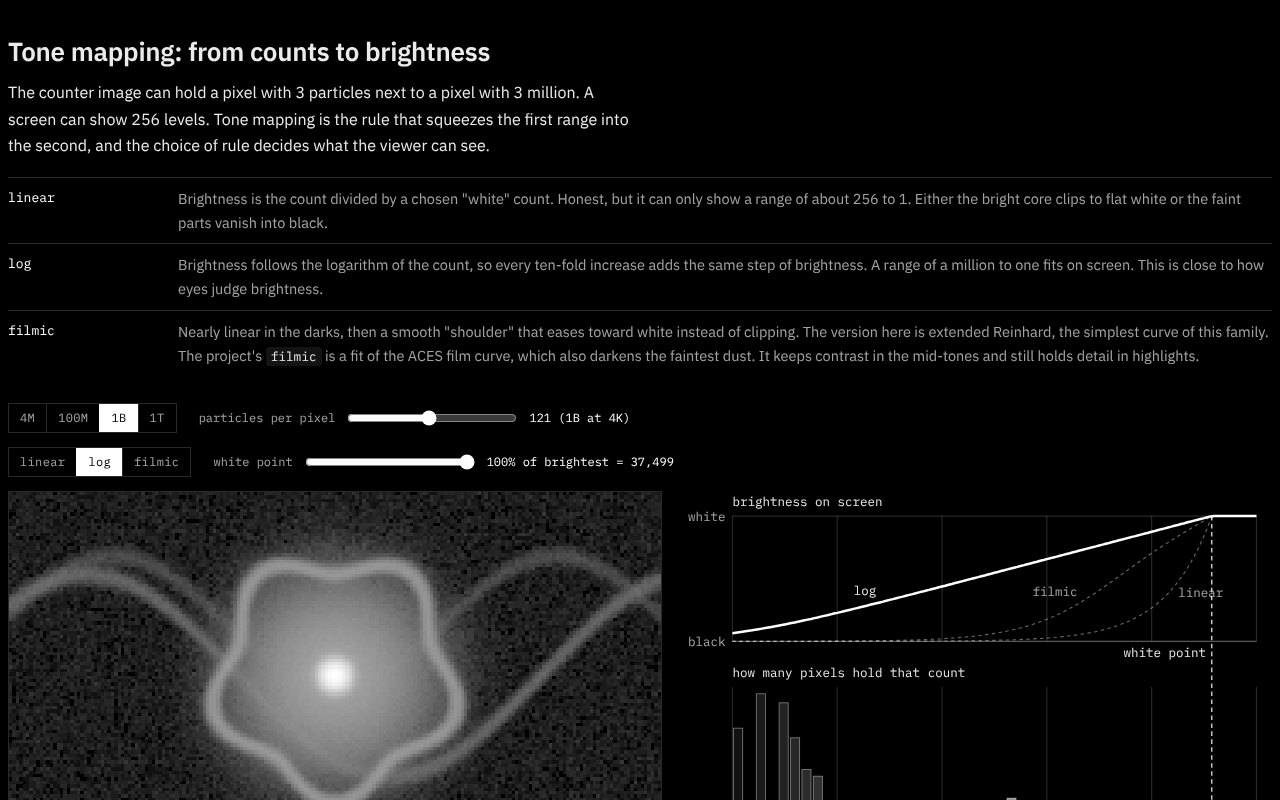 Tone mapping: from counts to brightness
The counter image can hold a pixel with 3 particles next to a pixel with 3 million. A
screen can show 256 levels. Tone mapping is the rule that squeezes the first range into
the second, and the choice of rule decides what the viewer can see.
linear
Brightness is the count divided by a chosen "white" count. Honest, but it can only show a range of about 256 to 1. Either the bright core clips to flat white or the faint
parts vanish into black.
log
Brightness follows the logarithm of the count, so every ten-fold increase adds the same step of brightness. A range of a million to one fits on screen. This is close to how
eyes judge brightness.
filmic
Nearly linear in the darks, then a smooth "shoulder" that eases toward white instead of clipping. The version here is extended Reinhard, the simplest curve of this family.
The project's filmic is a fit of the ACES film curve, which also darkens the faintest dust. It keeps contrast in the mid-tones and still holds detail in highlights.
4M 100M 1B 1T particles per pixel 121 (1B at 4K)
linear log filmic white point 100% of brightest = 37,499
brightness on screen
white
log filmic linear
black
white point
how many pixels hold that count